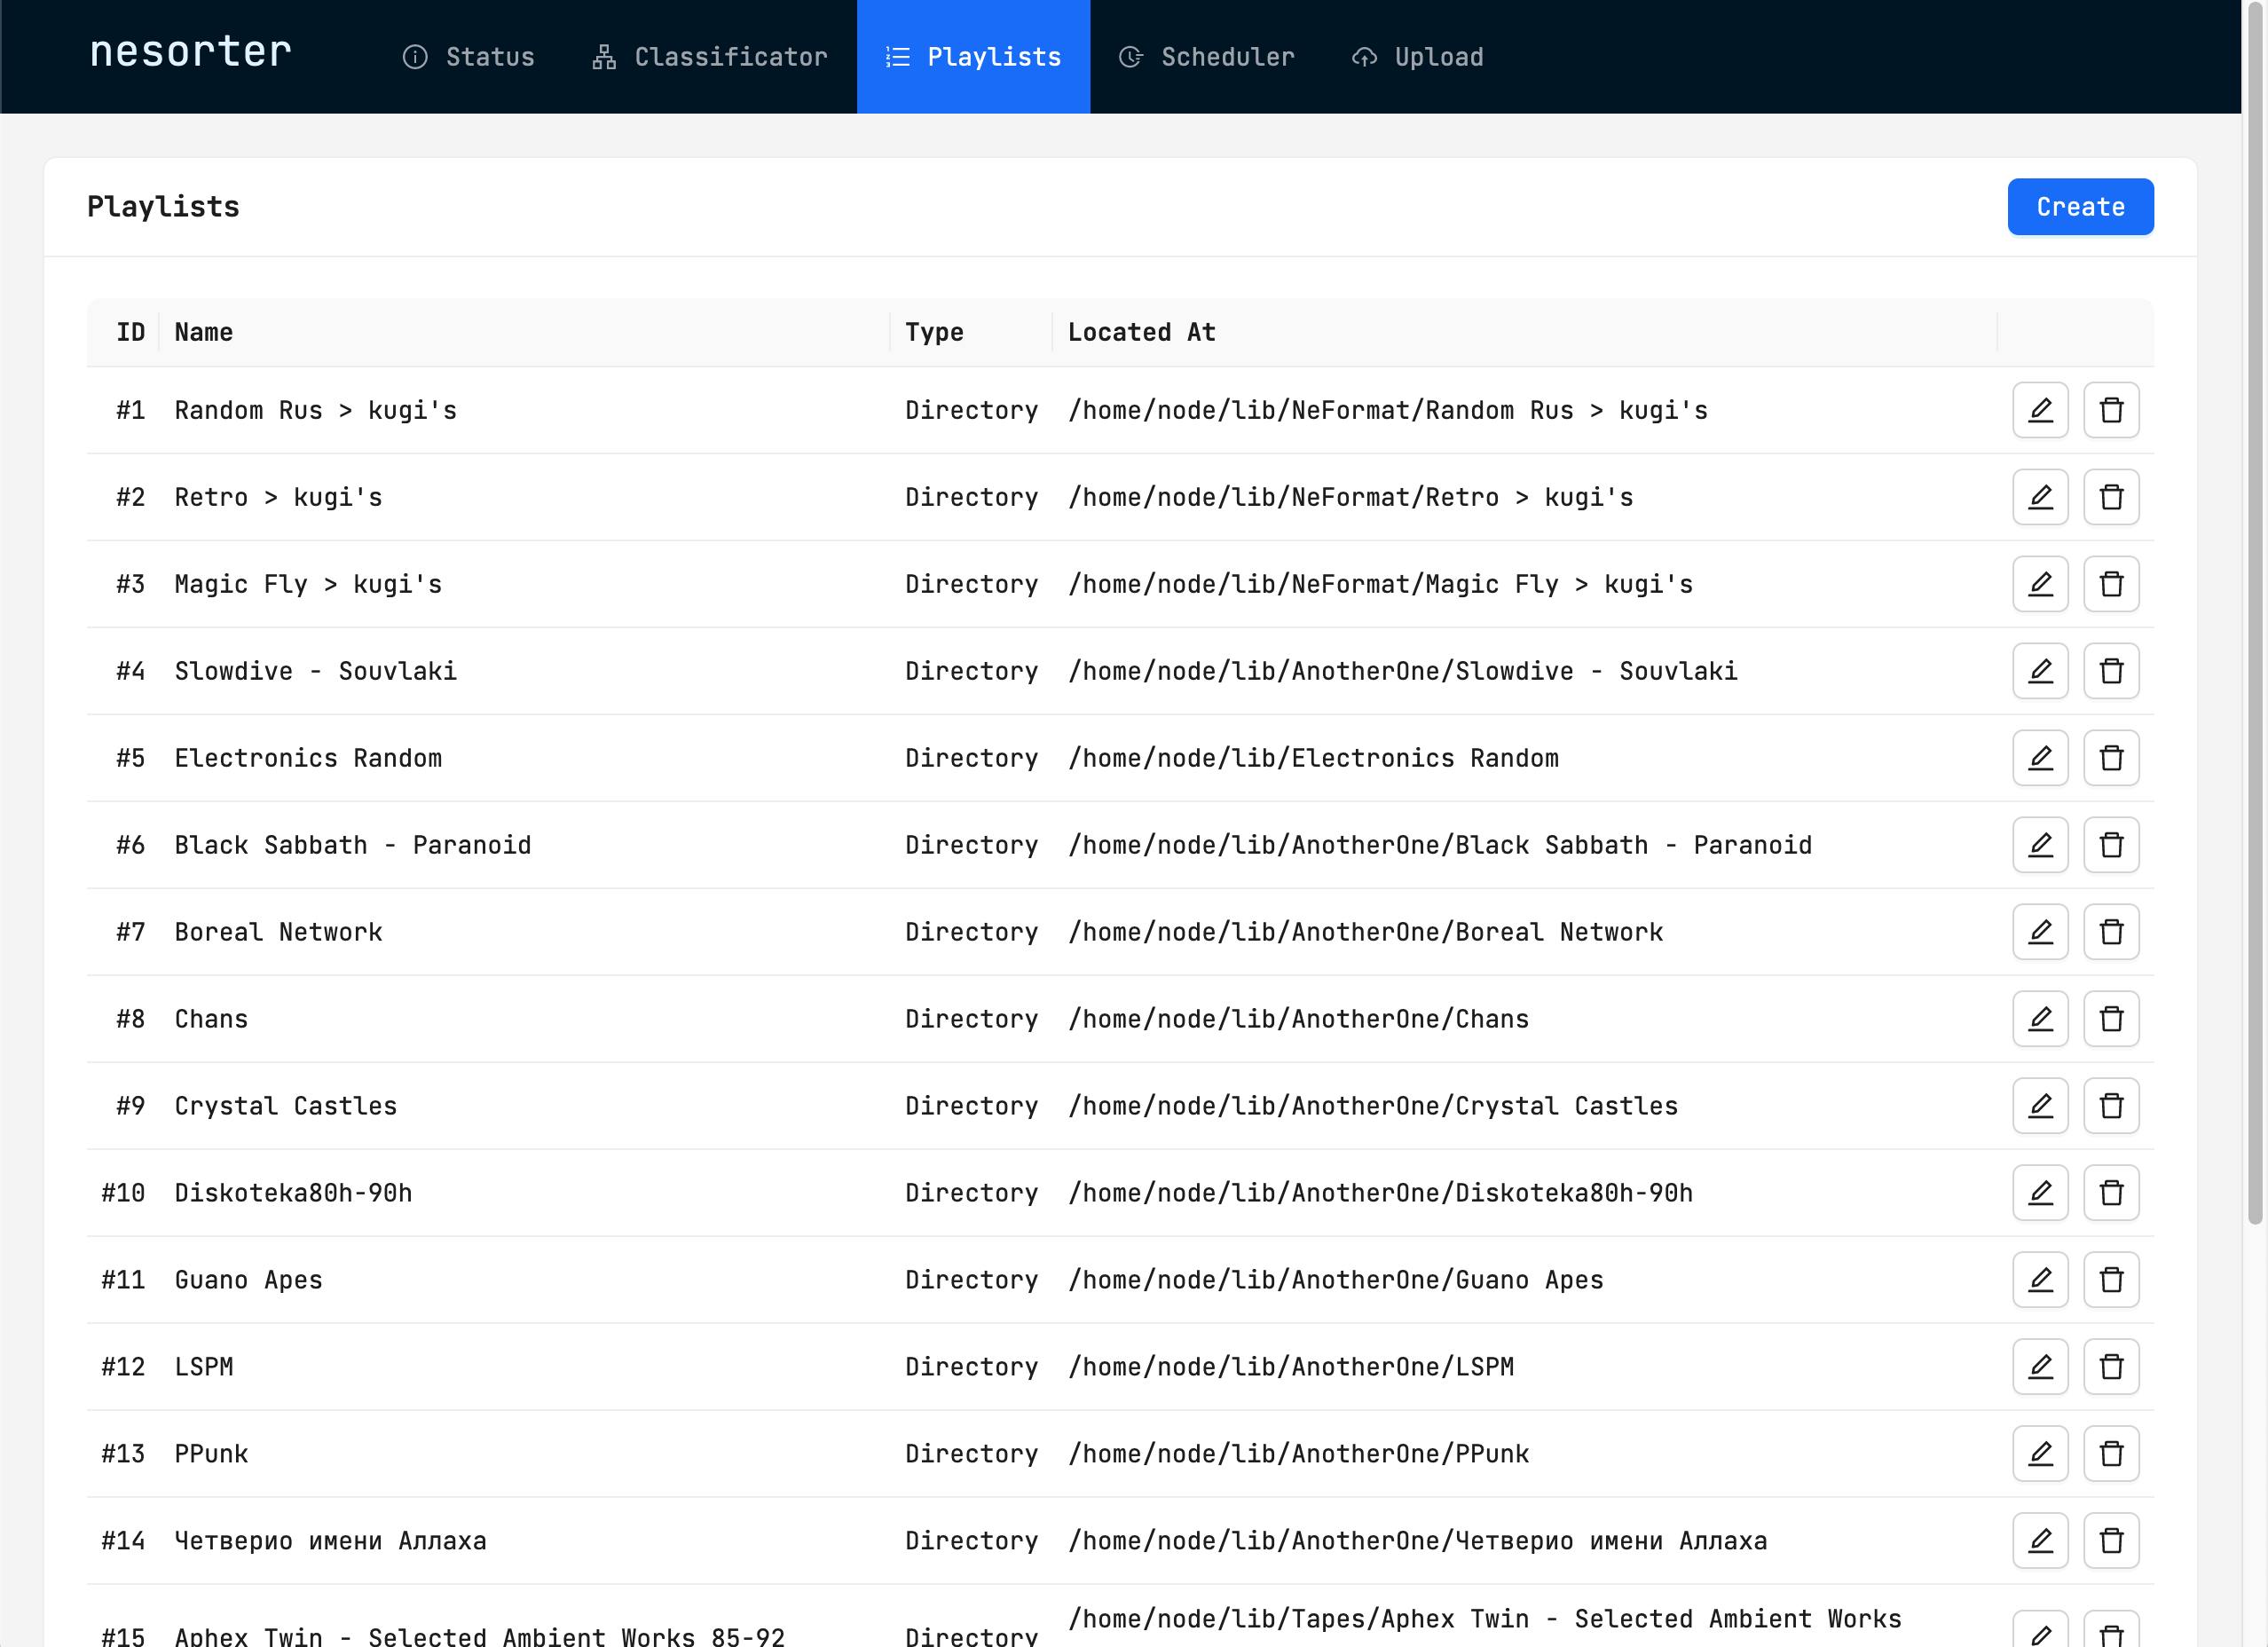 nesorter Status Classificator Playlists Scheduler Upload
Playlists Create
ID Name Type Located At
#1 Random Rus > kugi's Directory /home/node/lib/NeFormat/Random Rus > kugi's
#2 Retro > kugi's Directory /home/node/lib/NeFormat/Retro > kugi's
#3 Magic Fly > kugi's Directory /home/node/lib/NeFormat/Magic Fly > kugi's
#4 Slowdive - Souvlaki Directory /home/node/lib/AnotherOne/Slowdive - Souvlaki
#5 Electronics Random Directory /home/node/lib/Electronics Random
#6 Black Sabbath - Paranoid Directory /home/node/lib/AnotherOne/Black Sabbath - Paranoid
#7 Boreal Network Directory /home/node/lib/AnotherOne/Boreal Network
#8 Chans Directory /home/node/lib/AnotherOne/Chans
#9 Crystal Castles Directory /home/node/lib/AnotherOne/Crystal Castles
#10 Diskoteka80h-90h Directory /home/node/lib/AnotherOne/Diskoteka80h-90h
#11 Guano Apes Directory /home/node/lib/AnotherOne/Guano Apes
#12 LSPM Directory /home/node/lib/AnotherOne/LSPM
#13 PPunk Directory /home/node/lib/AnotherOne/PPunk
#14 Четверио имени Аллаха Directory /home/node/lib/AnotherOne/Четверио имени Аллаха
/home/node/lib/Tapes/Aphex Twin - Selected Ambient Works
#15 Aphex Twin - Selected Ambient Works 85-92 Directory